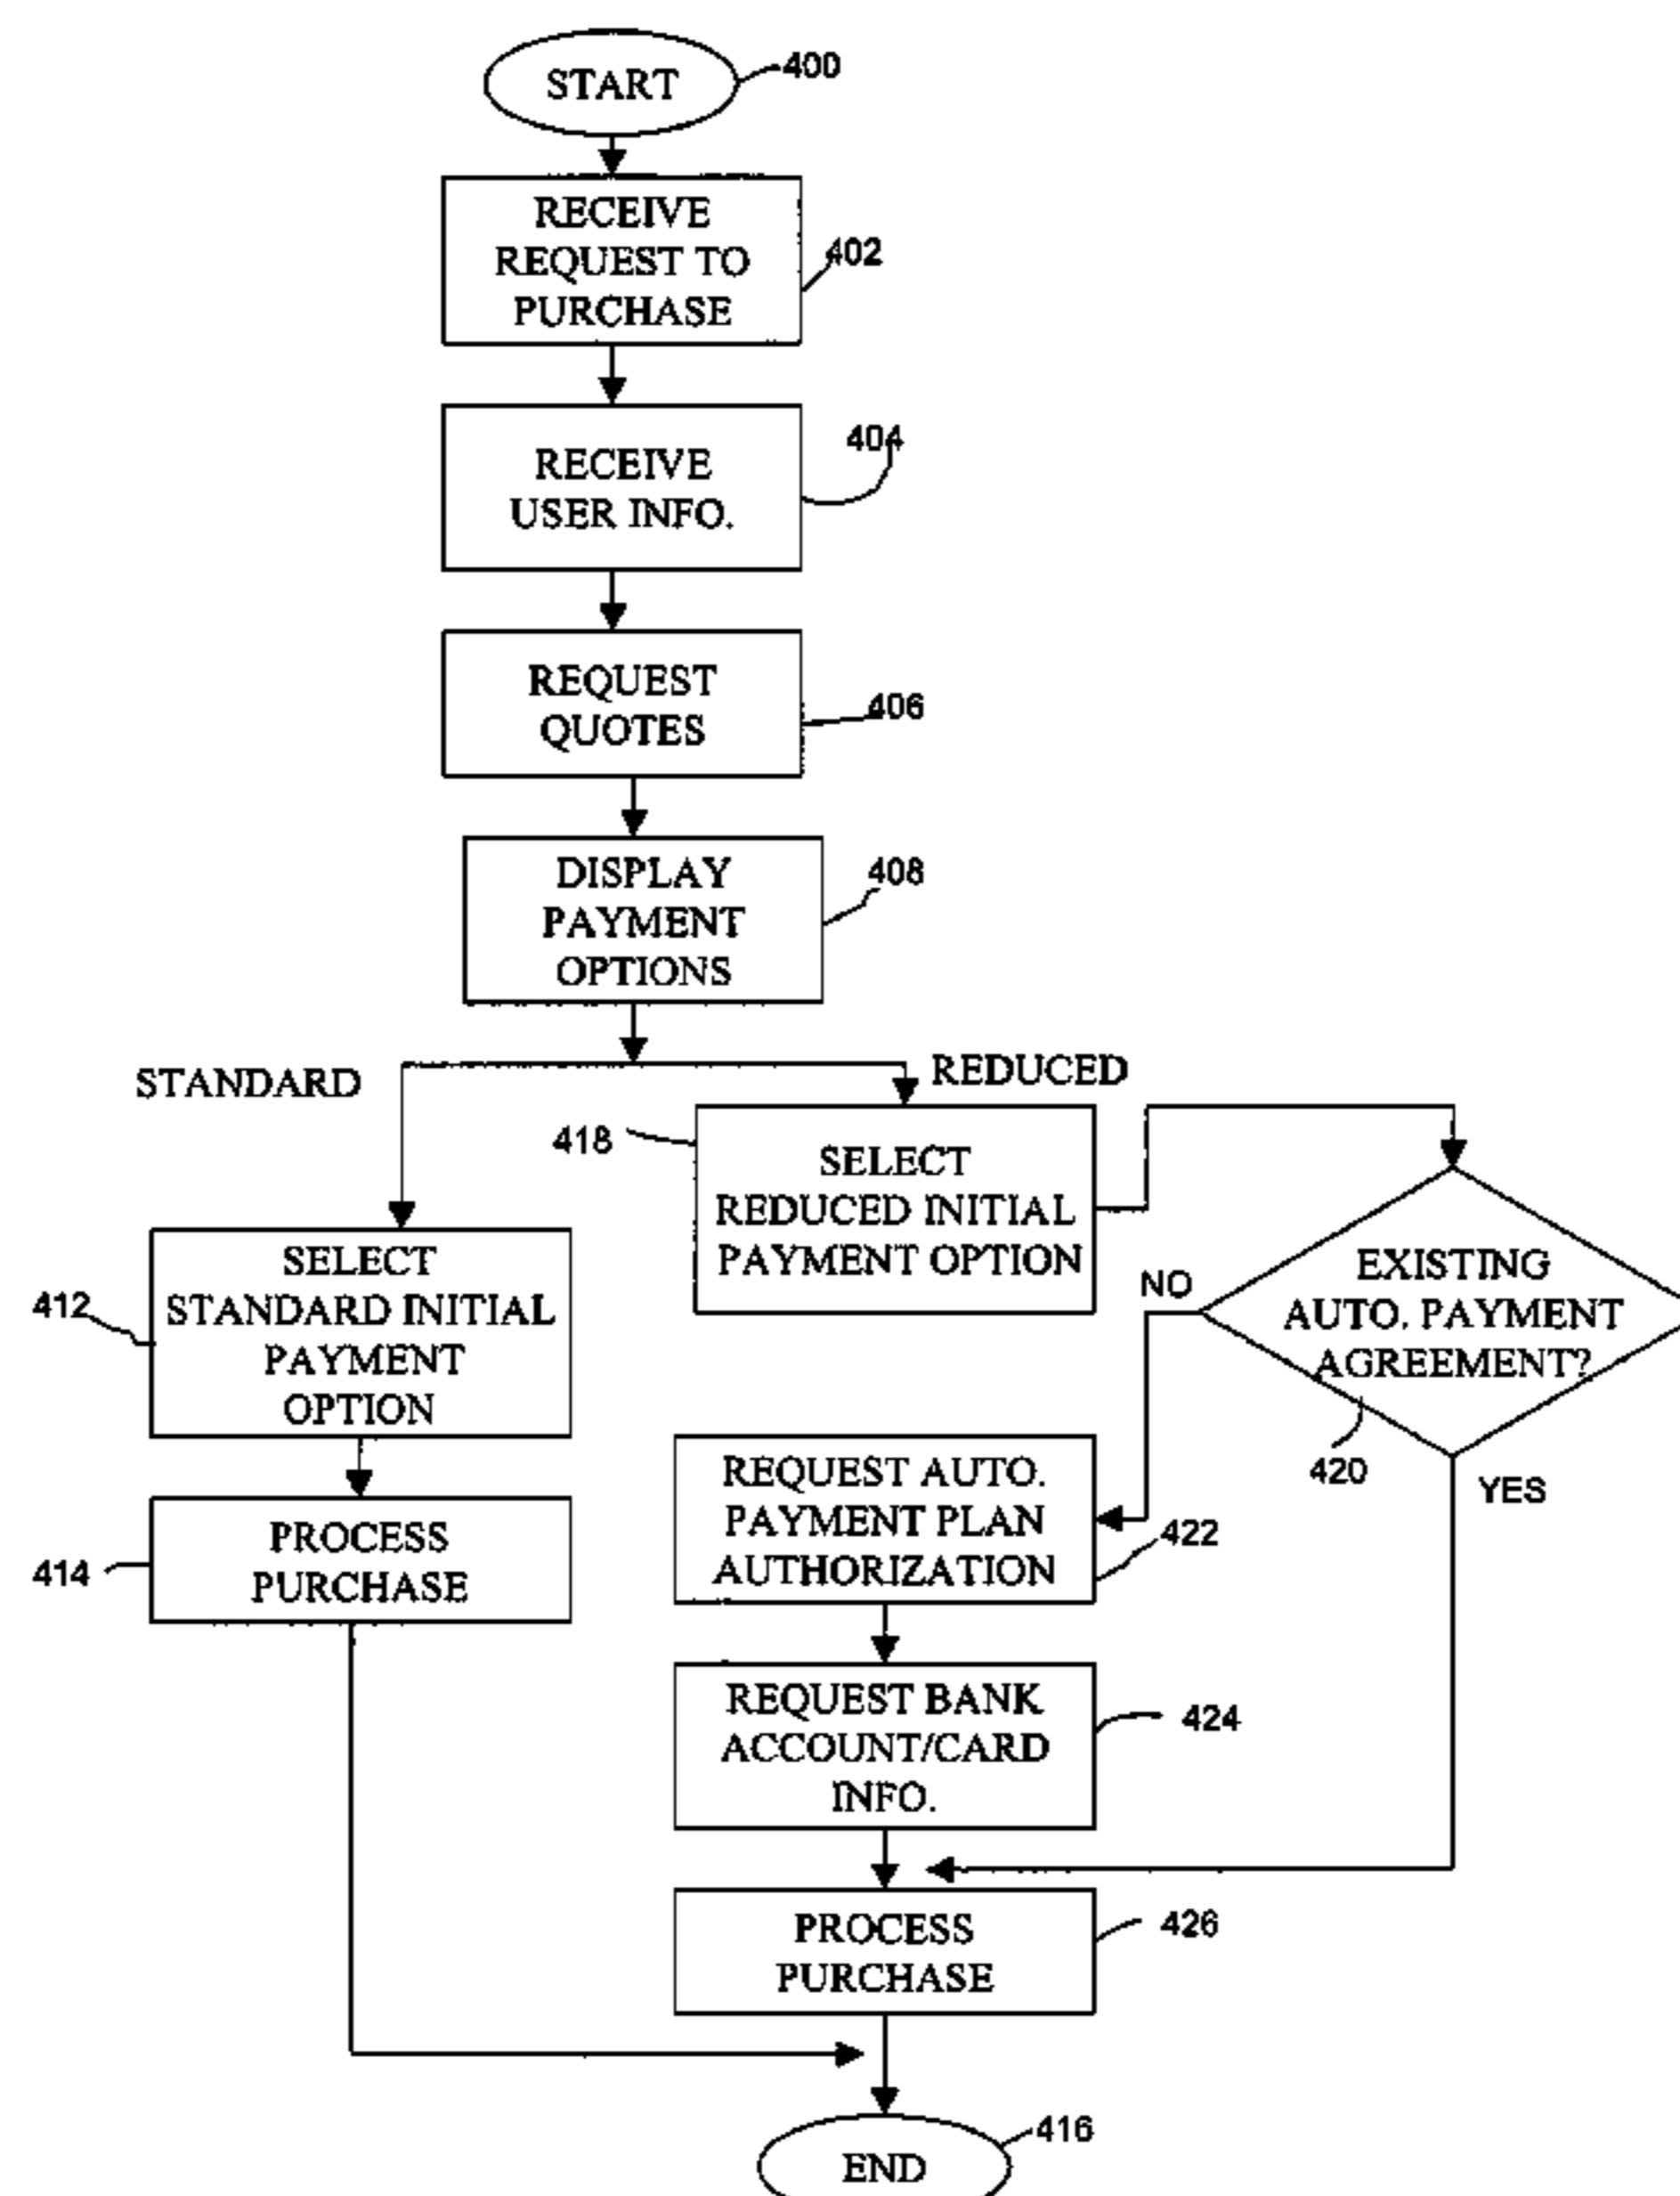 START
400
RECEIVE
REQUEST TO
PURCHASE
402
RECEIVE
USER INFO.
404
REQUEST
QUOTES
406
DISPLAY
PAYMENT
OPTIONS
408
STANDARD
REDUCED
418
SELECT
REDUCED INITIAL
PAYMENT OPTION
412
SELECT
STANDARD INITIAL
PAYMENT
OPTION
NO
EXISTING
AUTO. PAYMENT
AGREEMENT?
420
YES
414
PROCESS
PURCHASE
REQUEST AUTO.
PAYMENT PLAN
AUTHORIZATION
422
REQUEST BANK
ACCOUNT/CARD
INFO.
424
PROCESS
PURCHASE
426
END
416